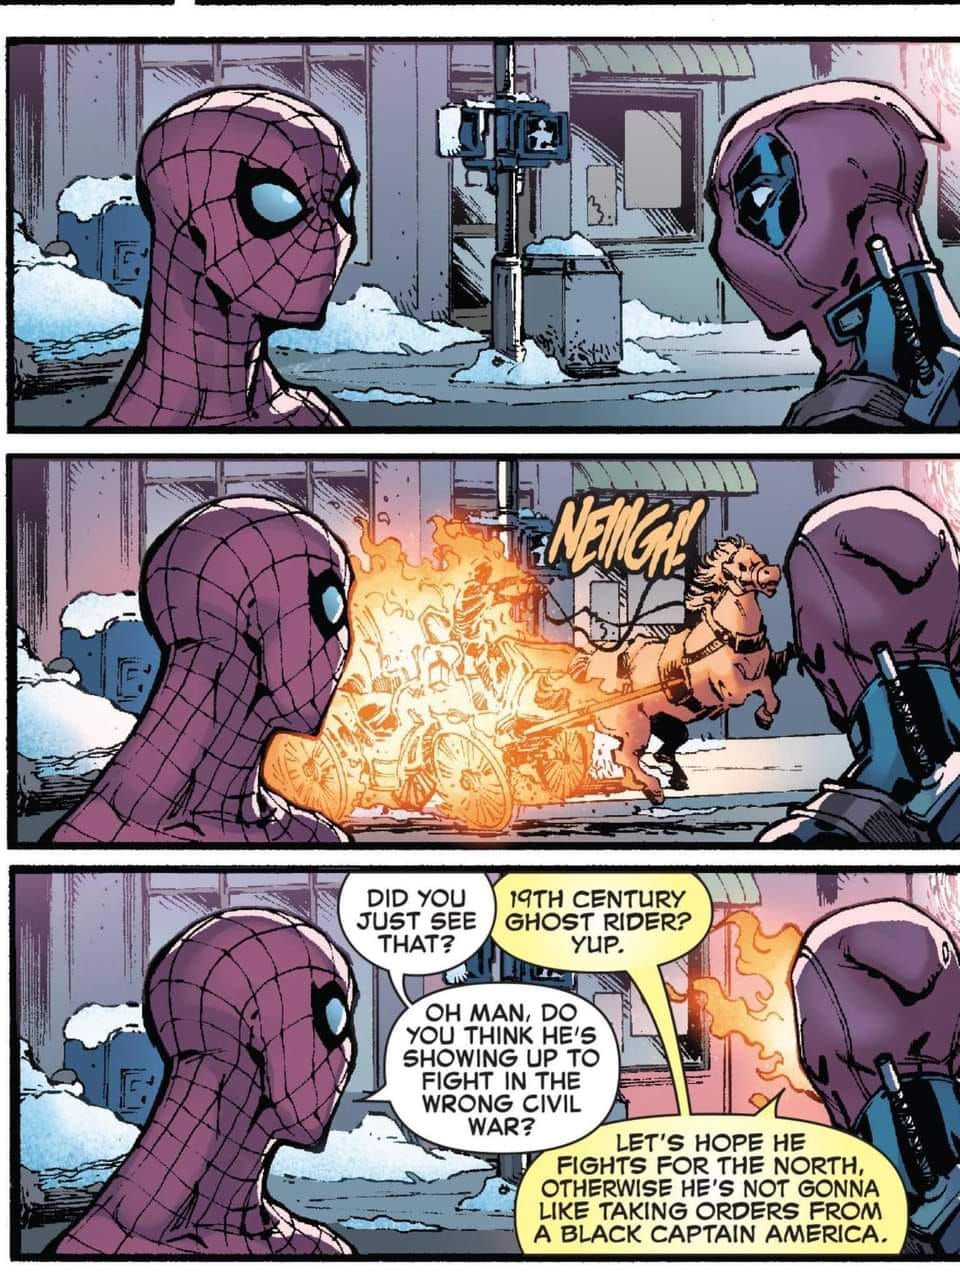 NEIIIGH!
DID YOU
JUST SEE
THAT?
19TH CENTURY
GHOST RIDER?
YUP.
OH MAN, DO
YOU THINK HE'S
SHOWING UP TO
FIGHT IN THE
WRONG CIVIL
WAR?
LET'S HOPE HE
FIGHTS FOR THE NORTH,
OTHERWISE HE'S NOT GONNA
LIKE TAKING ORDERS FROM
A BLACK CAPTAIN AMERICA.